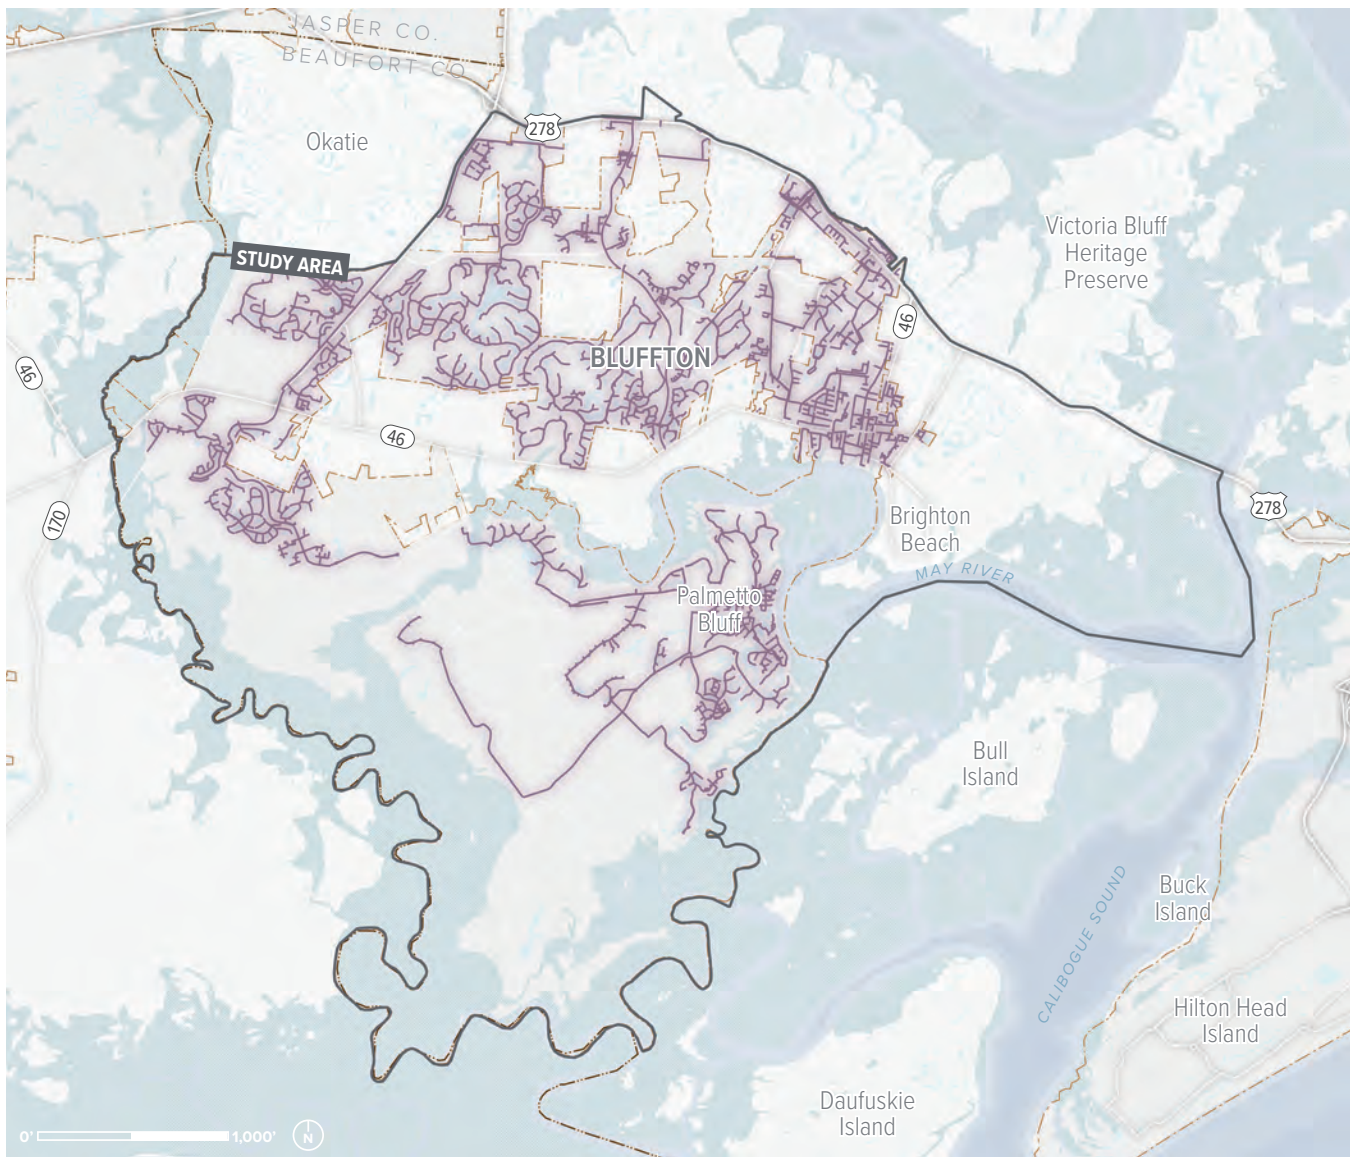 JASPER CO.
BEAUFORT CO
278
Okatie
Victoria Bluff
Heritage
Preserve
STUDY AREA
46
46
BLUFFTON
46
170
278
Brighton
Beach
MAY RIVER
Palmetto
Bluff
Bull
Island
Buck
Island
CALIBOGUE SOUND
Hilton Head
Island
Daufuskie
Island
0' 1,000'
N